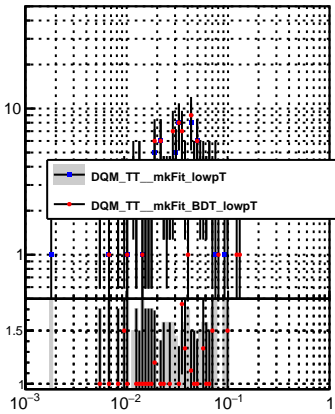 10
DQM_TT__mkFit_lowpT
DQM_TT__mkFit_BDT_lowpT
1
1.5
1
10⁻³ 10⁻² 10⁻¹ 1